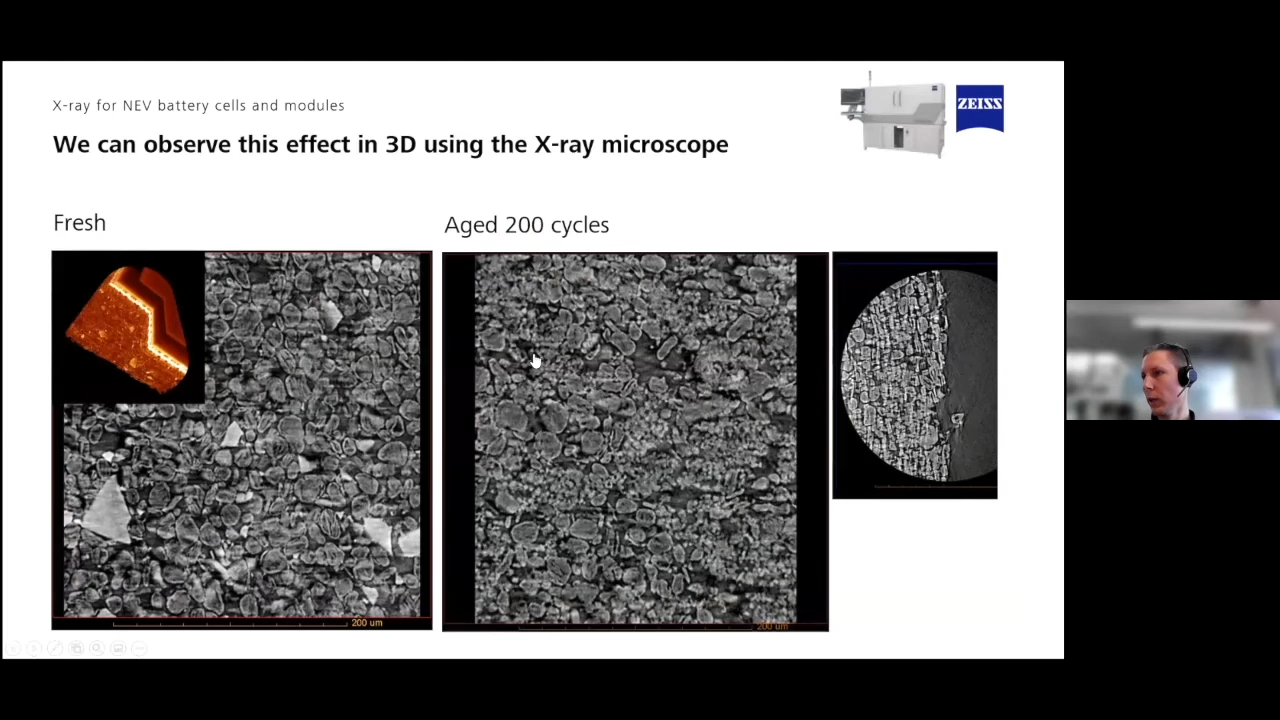 X-ray for NEV battery cells and modules
ZEISS
We can observe this effect in 3D using the X-ray microscope
Fresh
Aged 200 cycles
200 um
200 um